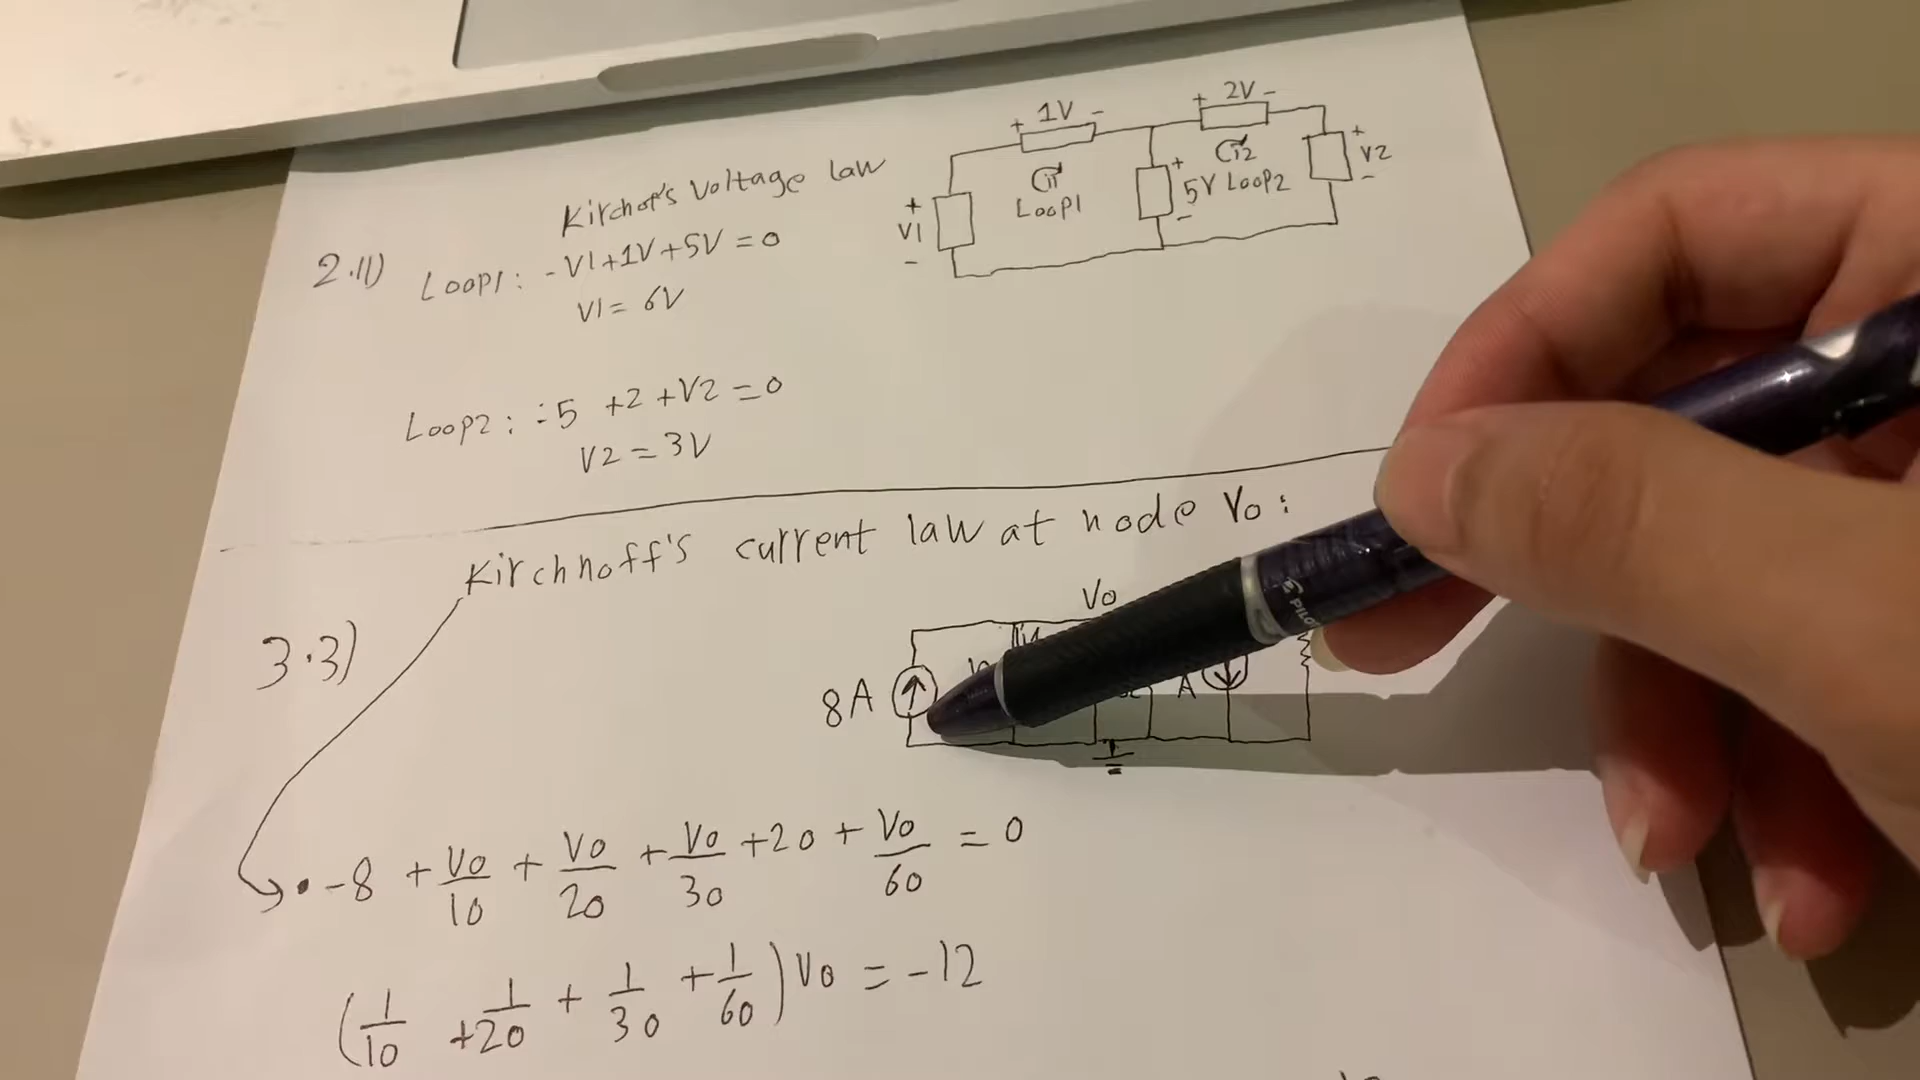 Kirchof's Voltage law
2.11) Loop1: -V1+1V+5V=0
V1= 6V
Loop2: -5 +2 +V2 =0
V2 = 3V
+ 1V -
+ 2V -
+ V1 -
Loop1
+ 5V -
Loop2
+ V2 -
Kirchhoff's current law at node Vo:
3.3)
Vo
8A
A
PILO
• -8 + Vo/10 + Vo/20 + Vo/30 +20 + Vo/60 = 0
(1/10 + 1/20 + 1/30 + 1/60) Vo = -12